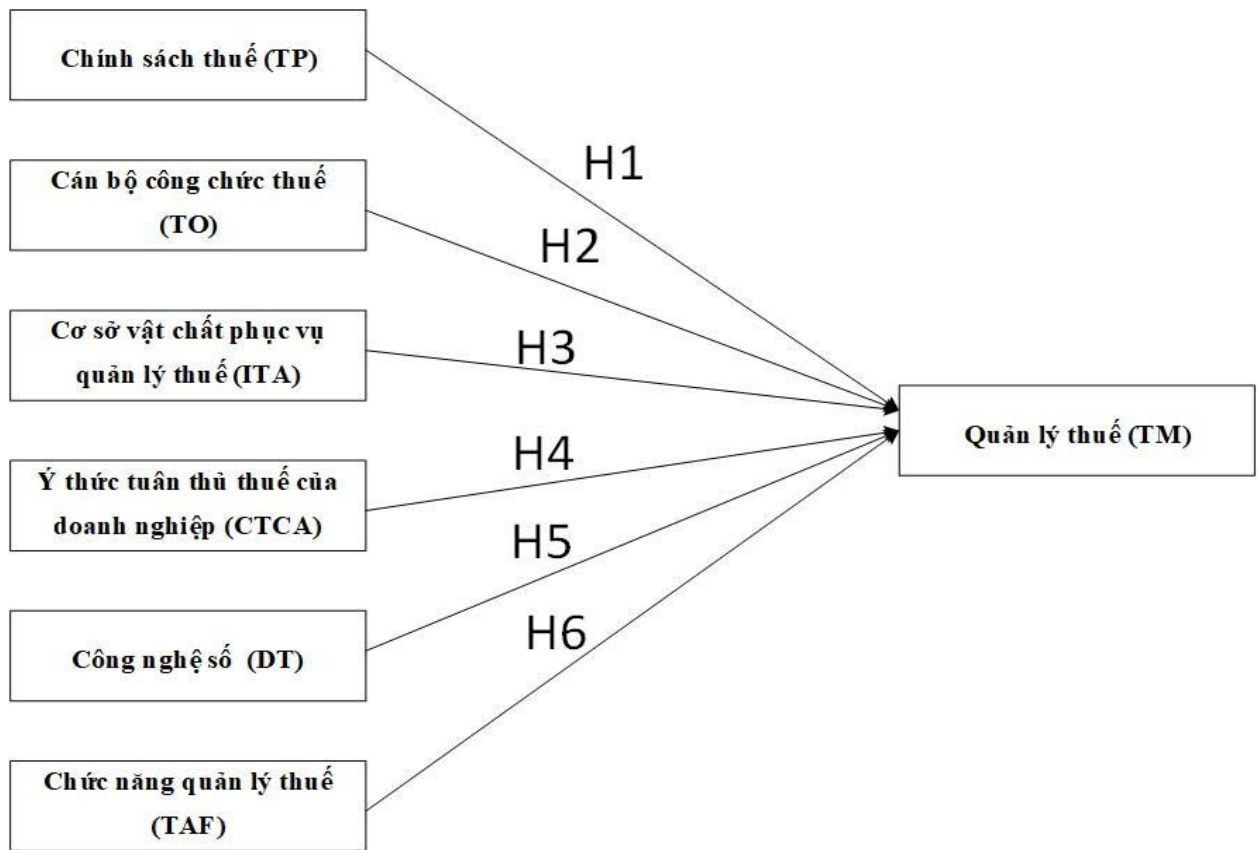 Chính sách thuế (TP)
Cán bộ công chức thuế
(TO)
Cơ sở vật chất phục vụ
quản lý thuế (ITA)
Ý thức tuân thủ thuế của
doanh nghiệp (CTCA)
Công nghệ số (DT)
Chức năng quản lý thuế
(TAF)
H1
H2
H3
H4
H5
H6
Quản lý thuế (TM)